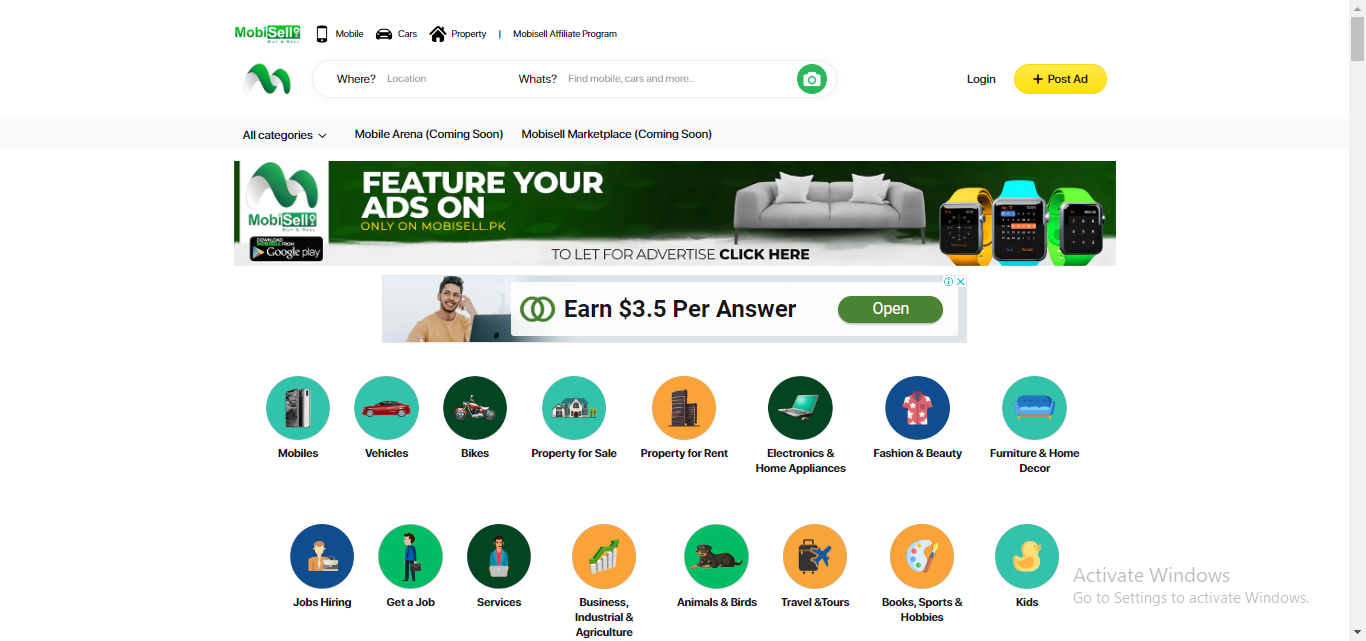 MobiSell
BUY & SELL
Mobile
Cars
Property
|
Mobisell Affiliate Program
Where?
Location
Whats?
Find mobile, cars and more..
Login
+ Post Ad
All categories
Mobile Arena (Coming Soon)
Mobisell Marketplace (Coming Soon)
MobiSell
BUY & SELL
DOWNLOAD
MOBISELL FROM
Google play
FEATURE YOUR
ADS ON
ONLY ON MOBISELL.PK
TO LET FOR ADVERTISE CLICK HERE
Earn $3.5 Per Answer
Open
Mobiles
Vehicles
Bikes
Property for Sale
Property for Rent
Electronics &
Home Appliances
Fashion & Beauty
Furniture & Home
Decor
Jobs Hiring
Get a Job
Services
Business,
Industrial &
Agriculture
Animals & Birds
Travel &Tours
Books, Sports &
Hobbies
Kids
Activate Windows
Go to Settings to activate Windows.